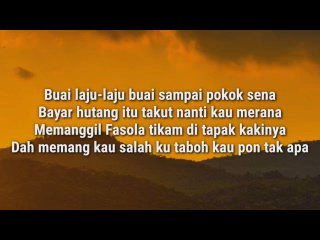 Buai laju-laju buai sampai pokok sena
Bayar hutang itu takut nanti kau merana
Memanggil Fasola tikam di tapak kakinya
Dah memang kau salah ku taboh kau pon tak apa